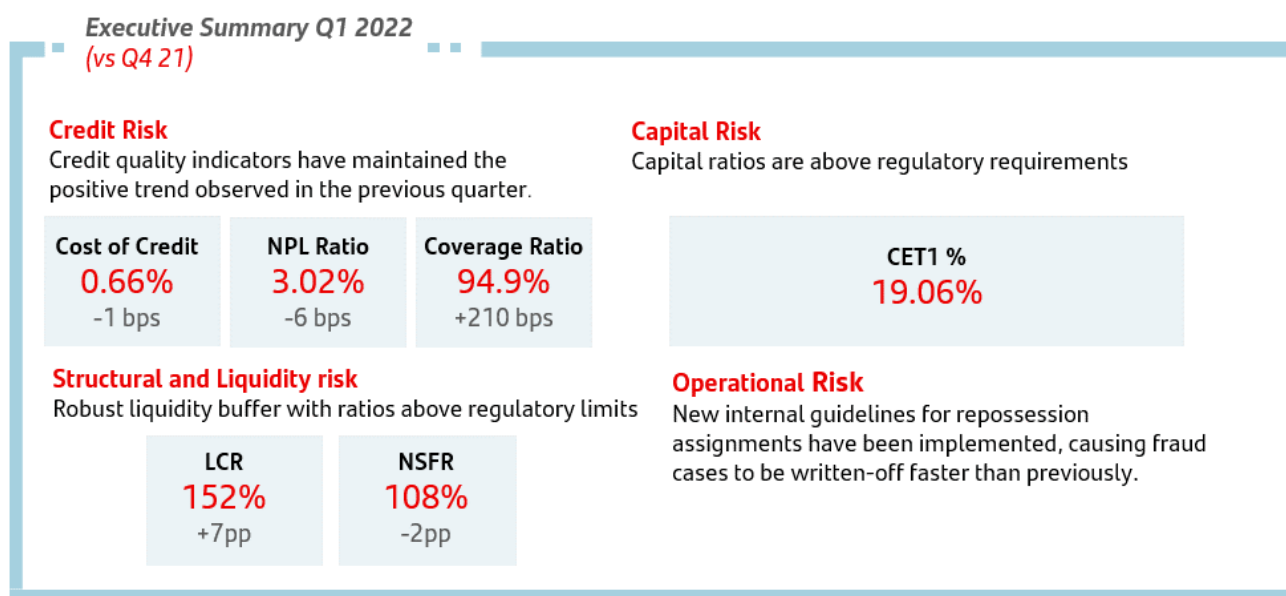 Executive Summary Q1 2022
(vs Q4 21)
Credit Risk
Credit quality indicators have maintained the
positive trend observed in the previous quarter.
Cost of Credit
0.66%
-1 bps
NPL Ratio
3.02%
-6 bps
Coverage Ratio
94.9%
+210 bps
Capital Risk
Capital ratios are above regulatory requirements
CET1 %
19.06%
Structural and Liquidity risk
Robust liquidity buffer with ratios above regulatory limits
LCR
152%
+7pp
NSFR
108%
-2pp
Operational Risk
New internal guidelines for repossession
assignments have been implemented, causing fraud
cases to be written-off faster than previously.